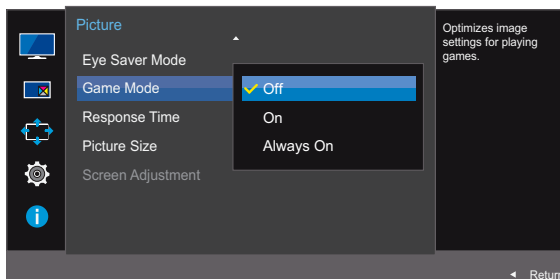 Picture
Eye Saver Mode
Game Mode
Response Time
Picture Size
Screen Adjustment
Off
On
Always On
Optimizes image
settings for playing
games.
Retur